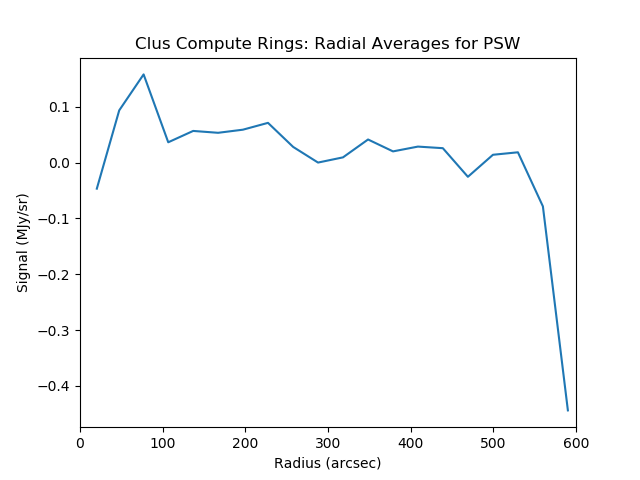 Clus Compute Rings: Radial Averages for PSW
0.1
0.0
−0.1
−0.2
−0.3
−0.4
Signal (MJy/sr)
0 100 200 300 400 500 600
Radius (arcsec)